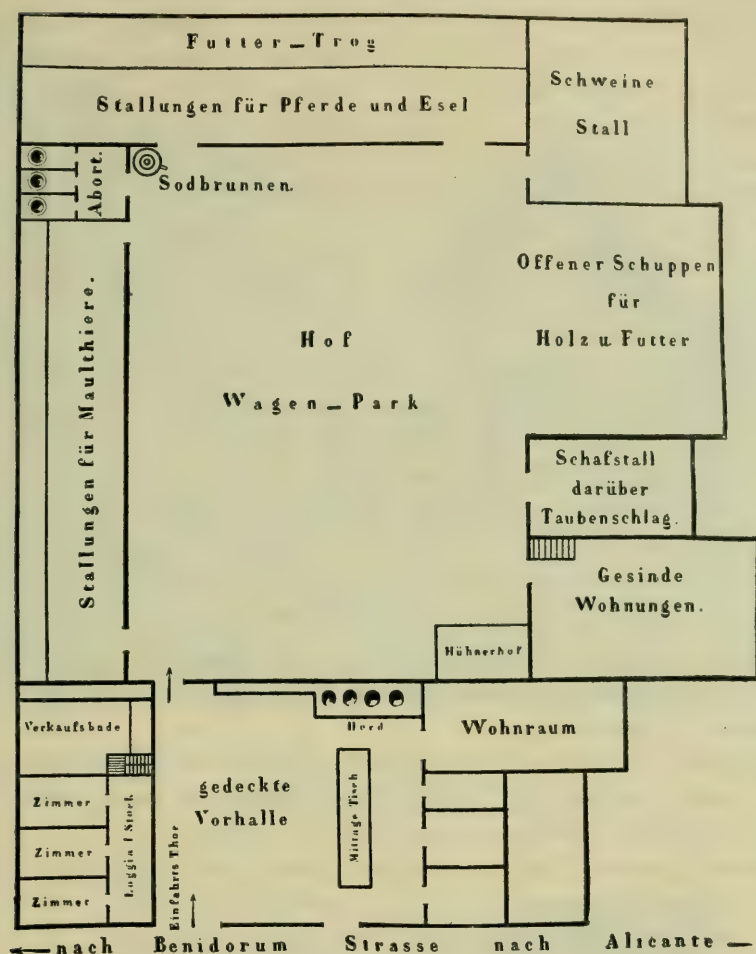 Futter_Trog
Stallungen für Pferde und Esel
Schweine
Stall
Abort.
Sodbrunnen.
Offener Schuppen
für
Holz u. Futter
Hof
Wagen_Park
Stallungen für Maulthiere.
Schafstall
darüber
Taubenschlag.
Gesinde
Wohnungen.
Hühnerhof
Verkaufsbude
Herd
Wohnraum
gedeckte
Vorhalle
Mittags Tisch
Zimmer
Zimmer
Zimmer
Loggia I Stock.
Einfahrts Thor
nach Benidorum Strasse nach Alicante